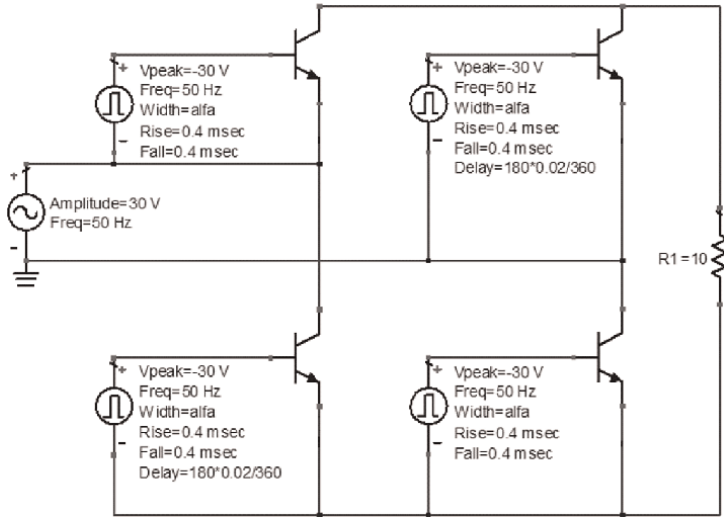 +
Vpeak=-30 V
Freq=50 Hz
Width=alfa
Rise=0.4 msec
Fall=0.4 msec
-
+
Vpeak=-30 V
Freq=50 Hz
Width=alfa
Rise=0.4 msec
Fall=0.4 msec
Delay=180*0.02/360
-
+
Amplitude=30 V
Freq=50 Hz
-
R1=10
+
Vpeak=-30 V
Freq=50 Hz
Width=alfa
Rise=0.4 msec
Fall=0.4 msec
Delay=180*0.02/360
-
+
Vpeak=-30 V
Freq=50 Hz
Width=alfa
Rise=0.4 msec
Fall=0.4 msec
-